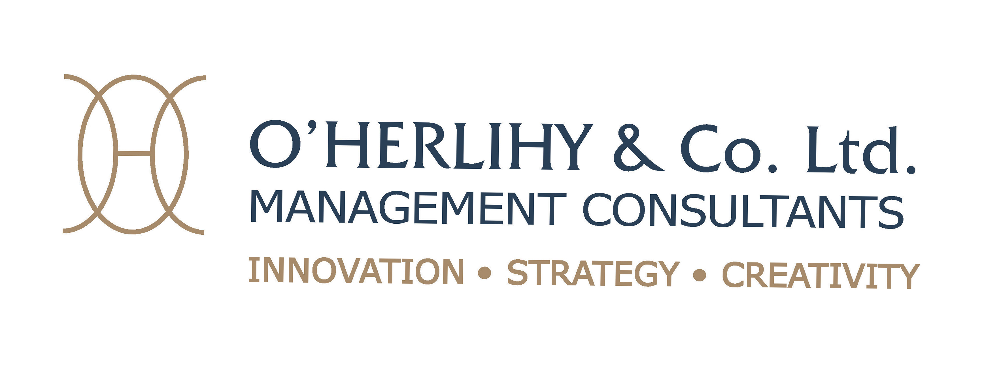 O’HERLIHY & Co. Ltd.
MANAGEMENT CONSULTANTS
INNOVATION • STRATEGY • CREATIVITY